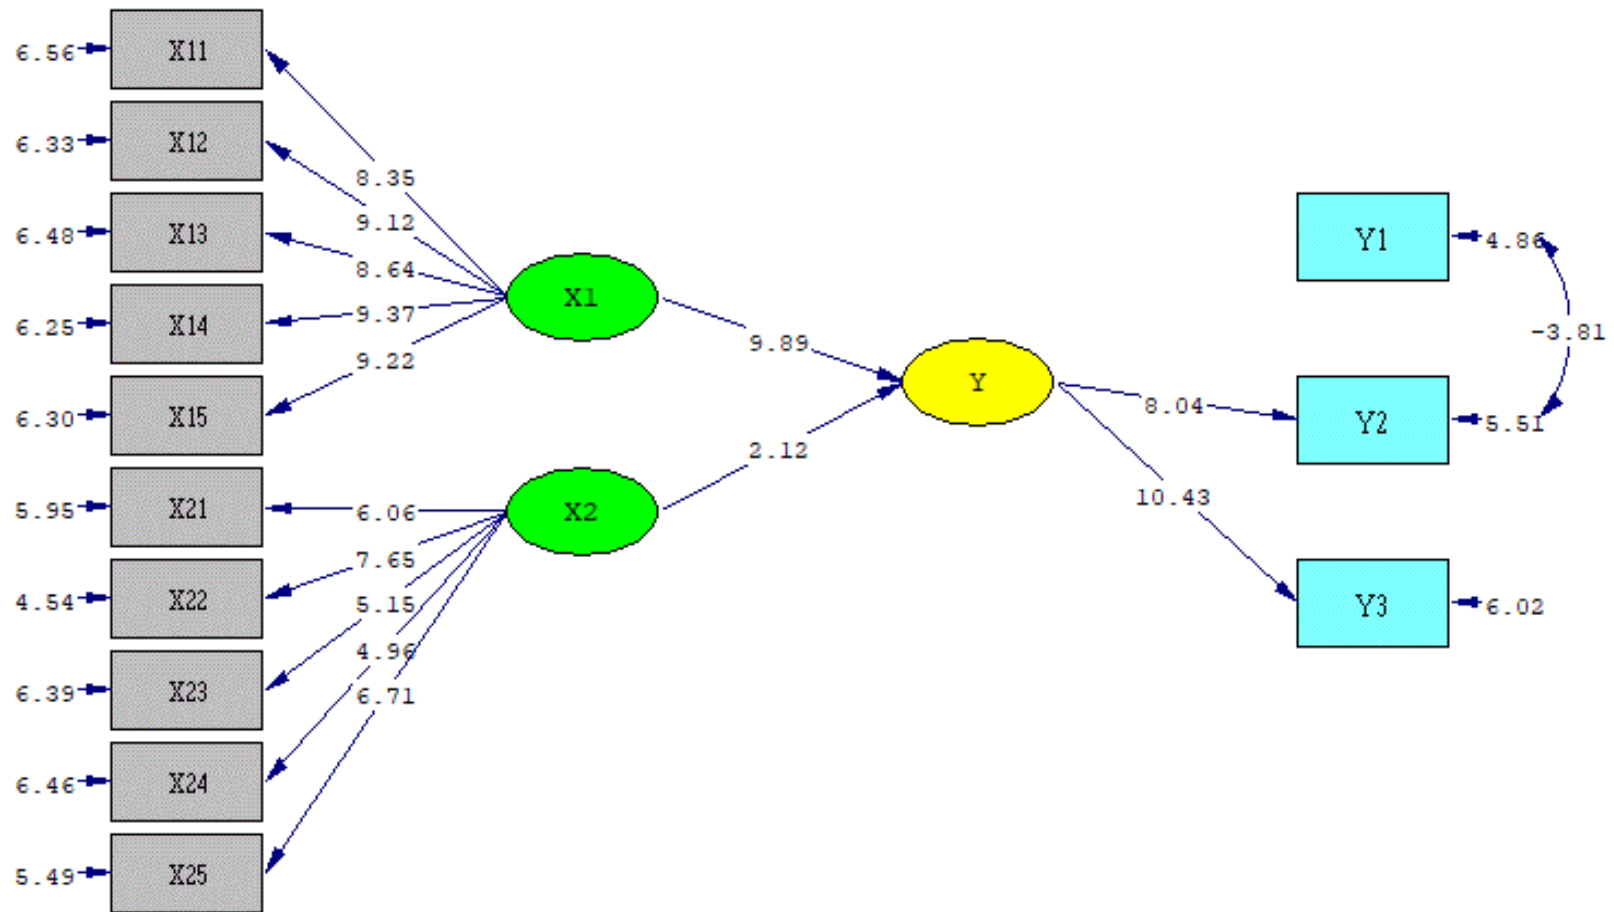 6.56 X11
6.33 X12
6.48 X13
6.25 X14
6.30 X15
5.95 X21
4.54 X22
6.39 X23
6.46 X24
5.49 X25
8.35
9.12
8.64
9.37
9.22
6.06
7.65
5.15
4.96
6.71
X1
X2
9.89
2.12
Y
8.04
10.43
Y1 4.86
-3.81
Y2 5.51
Y3 6.02